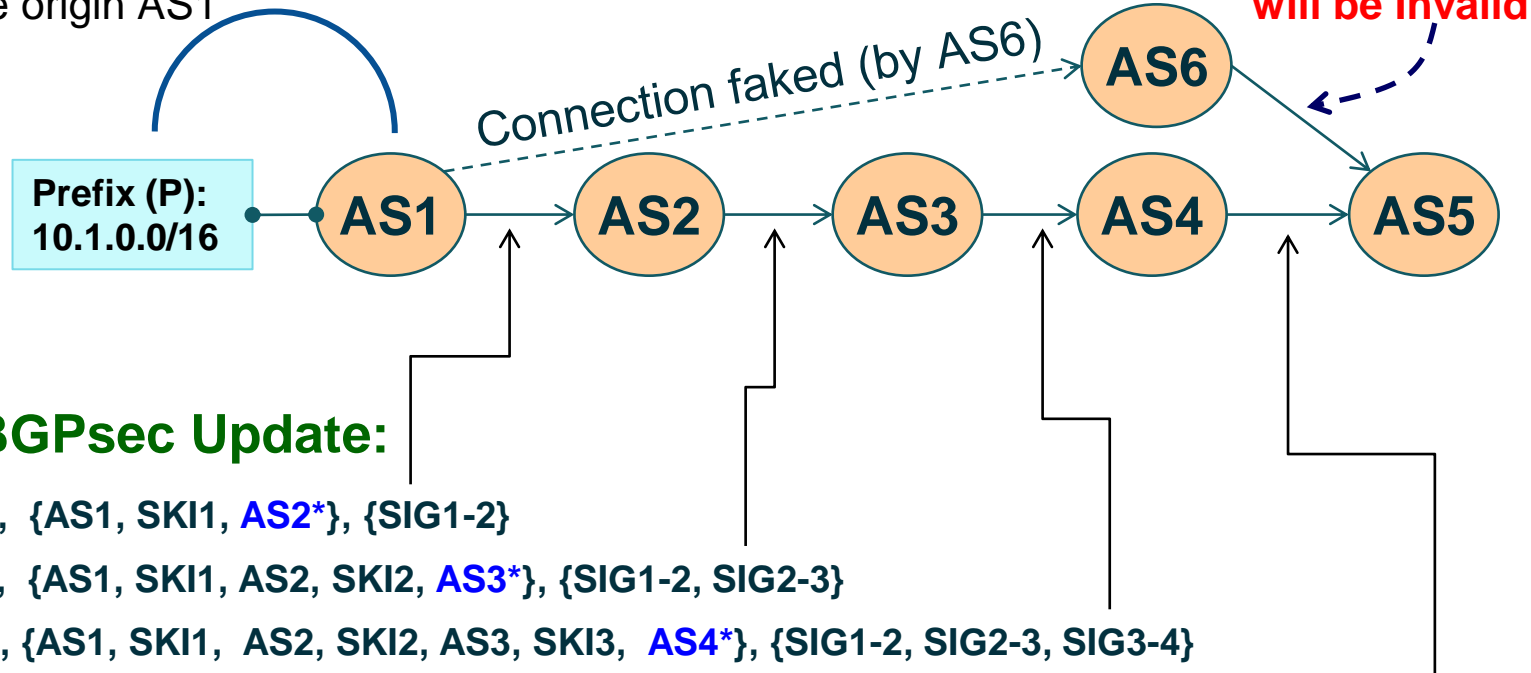 e origin AS1
will be invalid
Connection faked (by AS6)
AS6
Prefix (P):
10.1.0.0/16
AS1
AS2
AS3
AS4
AS5
BGPsec Update:
, {AS1, SKI1, AS2*}, {SIG1-2}
, {AS1, SKI1, AS2, SKI2, AS3*}, {SIG1-2, SIG2-3}
, {AS1, SKI1, AS2, SKI2, AS3, SKI3, AS4*}, {SIG1-2, SIG2-3, SIG3-4}